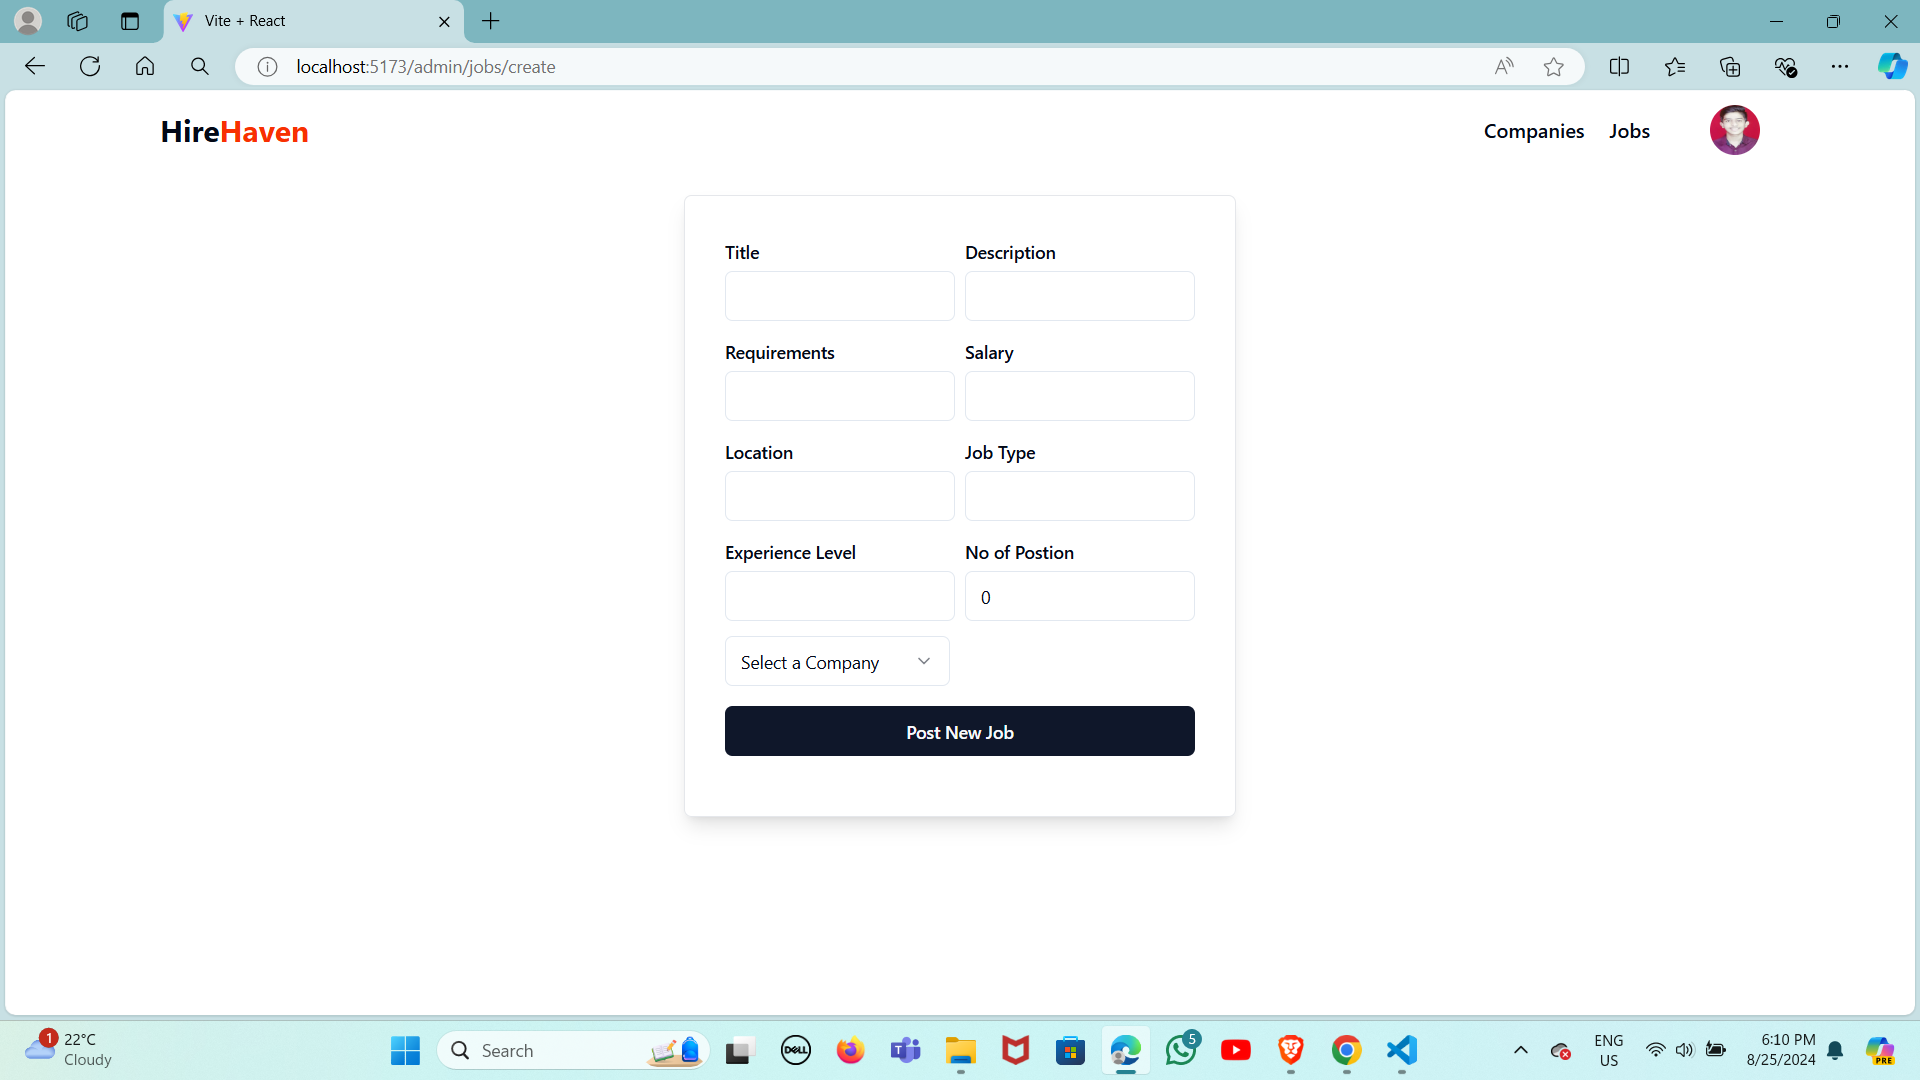 Vite + React
localhost:5173/admin/jobs/create
HireHaven
Companies Jobs
Title Description
Requirements Salary
Location Job Type
Experience Level No of Postion
0
Select a Company
Post New Job
1
22°C
Cloudy
Search
DELL
5
ENG
US
6:10 PM
8/25/2024
PRE